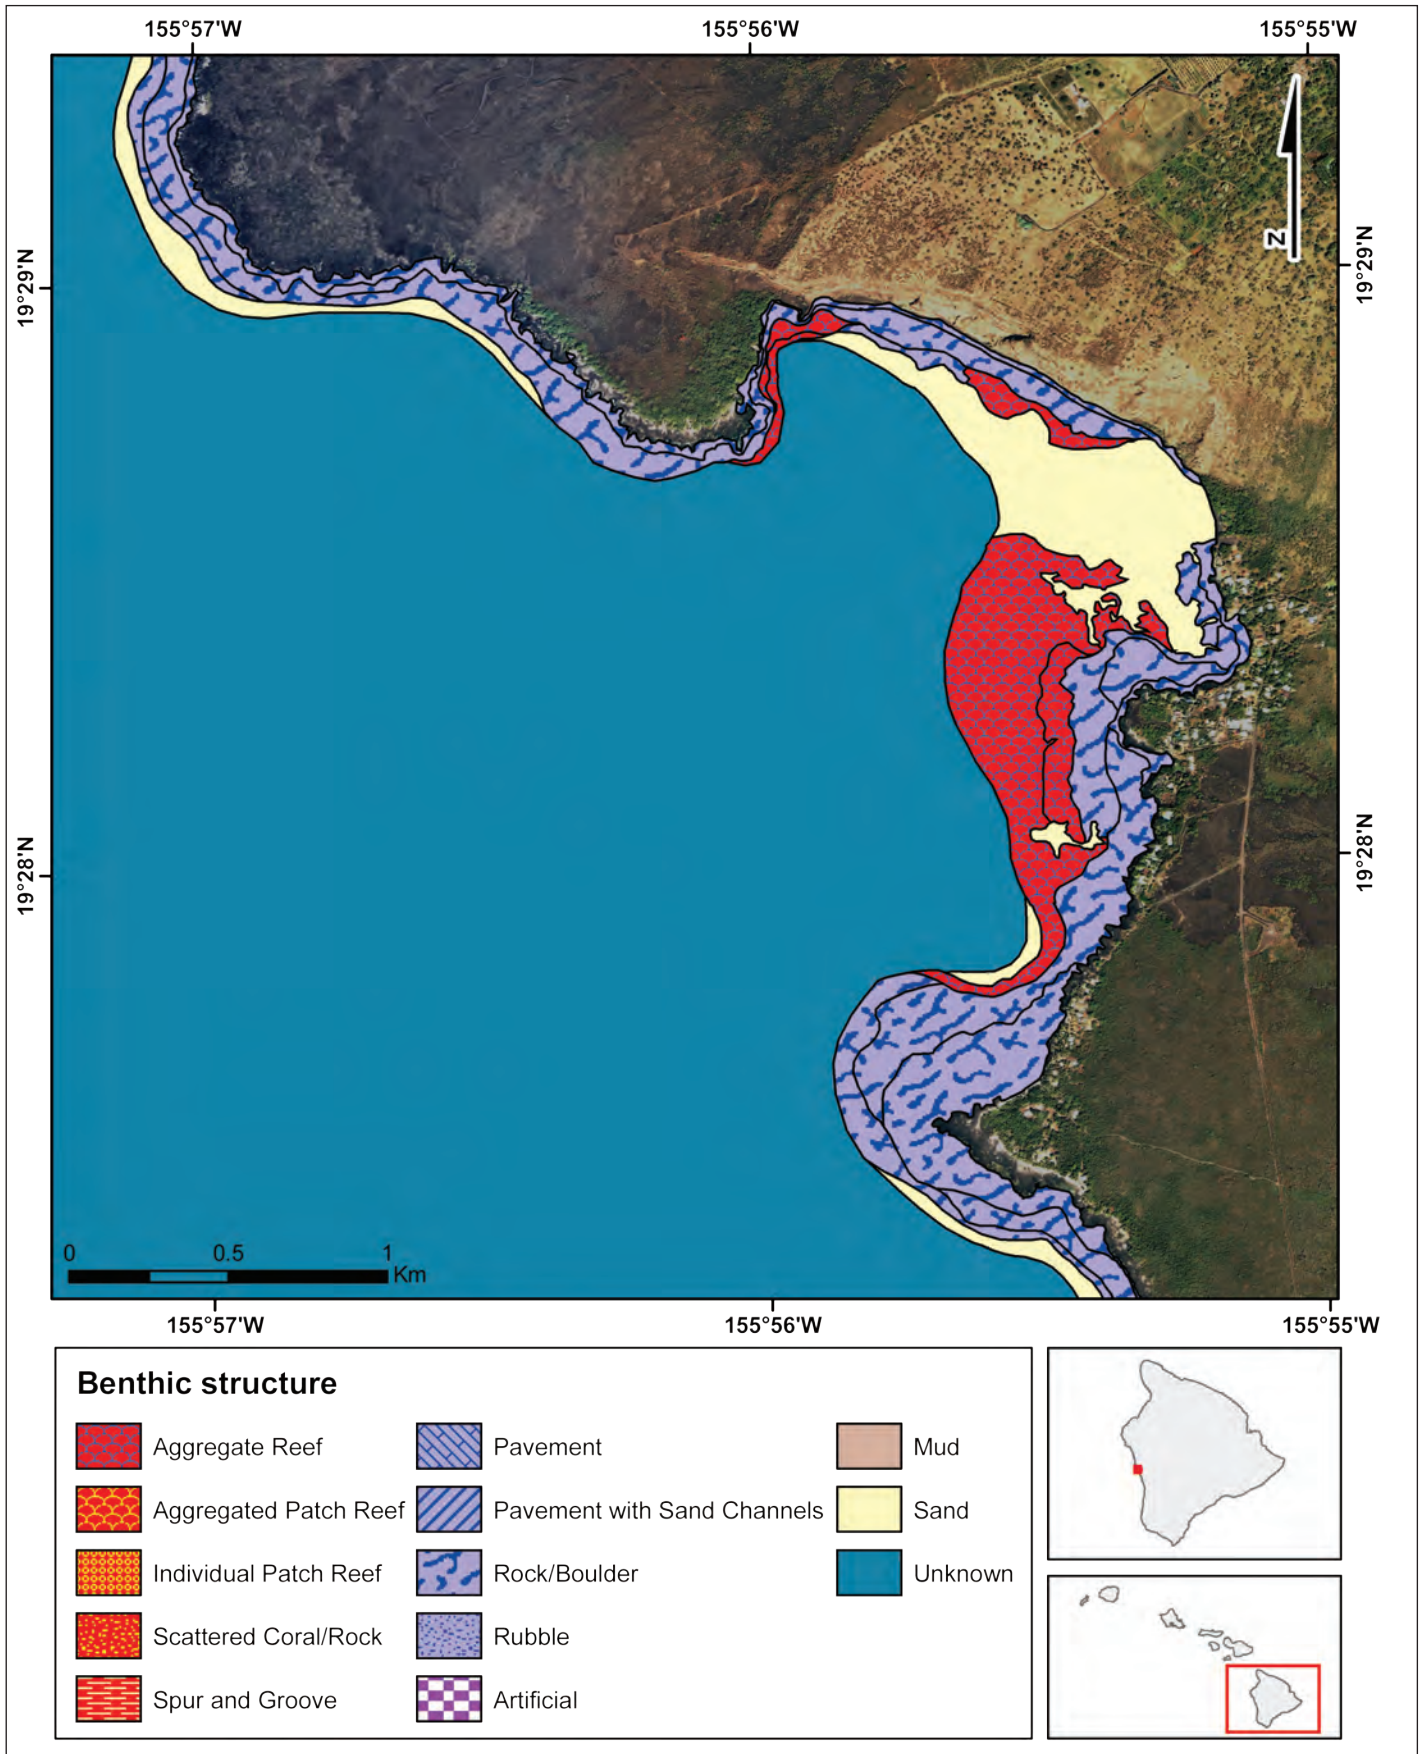 155°57'W 155°56'W 155°55'W
N
19°29'N 19°29'N
19°28'N 19°28'N
0 0.5 1
Km
155°57'W 155°56'W 155°55'W
Benthic structure
Aggregate Reef
Aggregated Patch Reef
Individual Patch Reef
Scattered Coral/Rock
Spur and Groove
Pavement
Pavement with Sand Channels
Rock/Boulder
Rubble
Artificial
Mud
Sand
Unknown